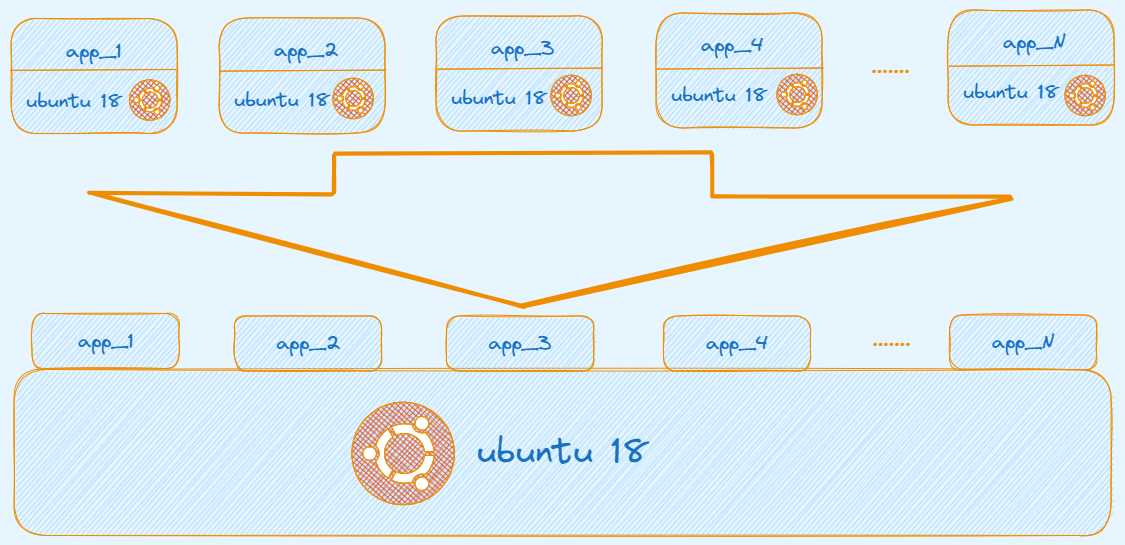 app_1
ubuntu 18
app_2
ubuntu 18
app_3
ubuntu 18
app_4
ubuntu 18
.......
app_N
ubuntu 18
app_1
app_2
app_3
app_4
.......
app_N
ubuntu 18